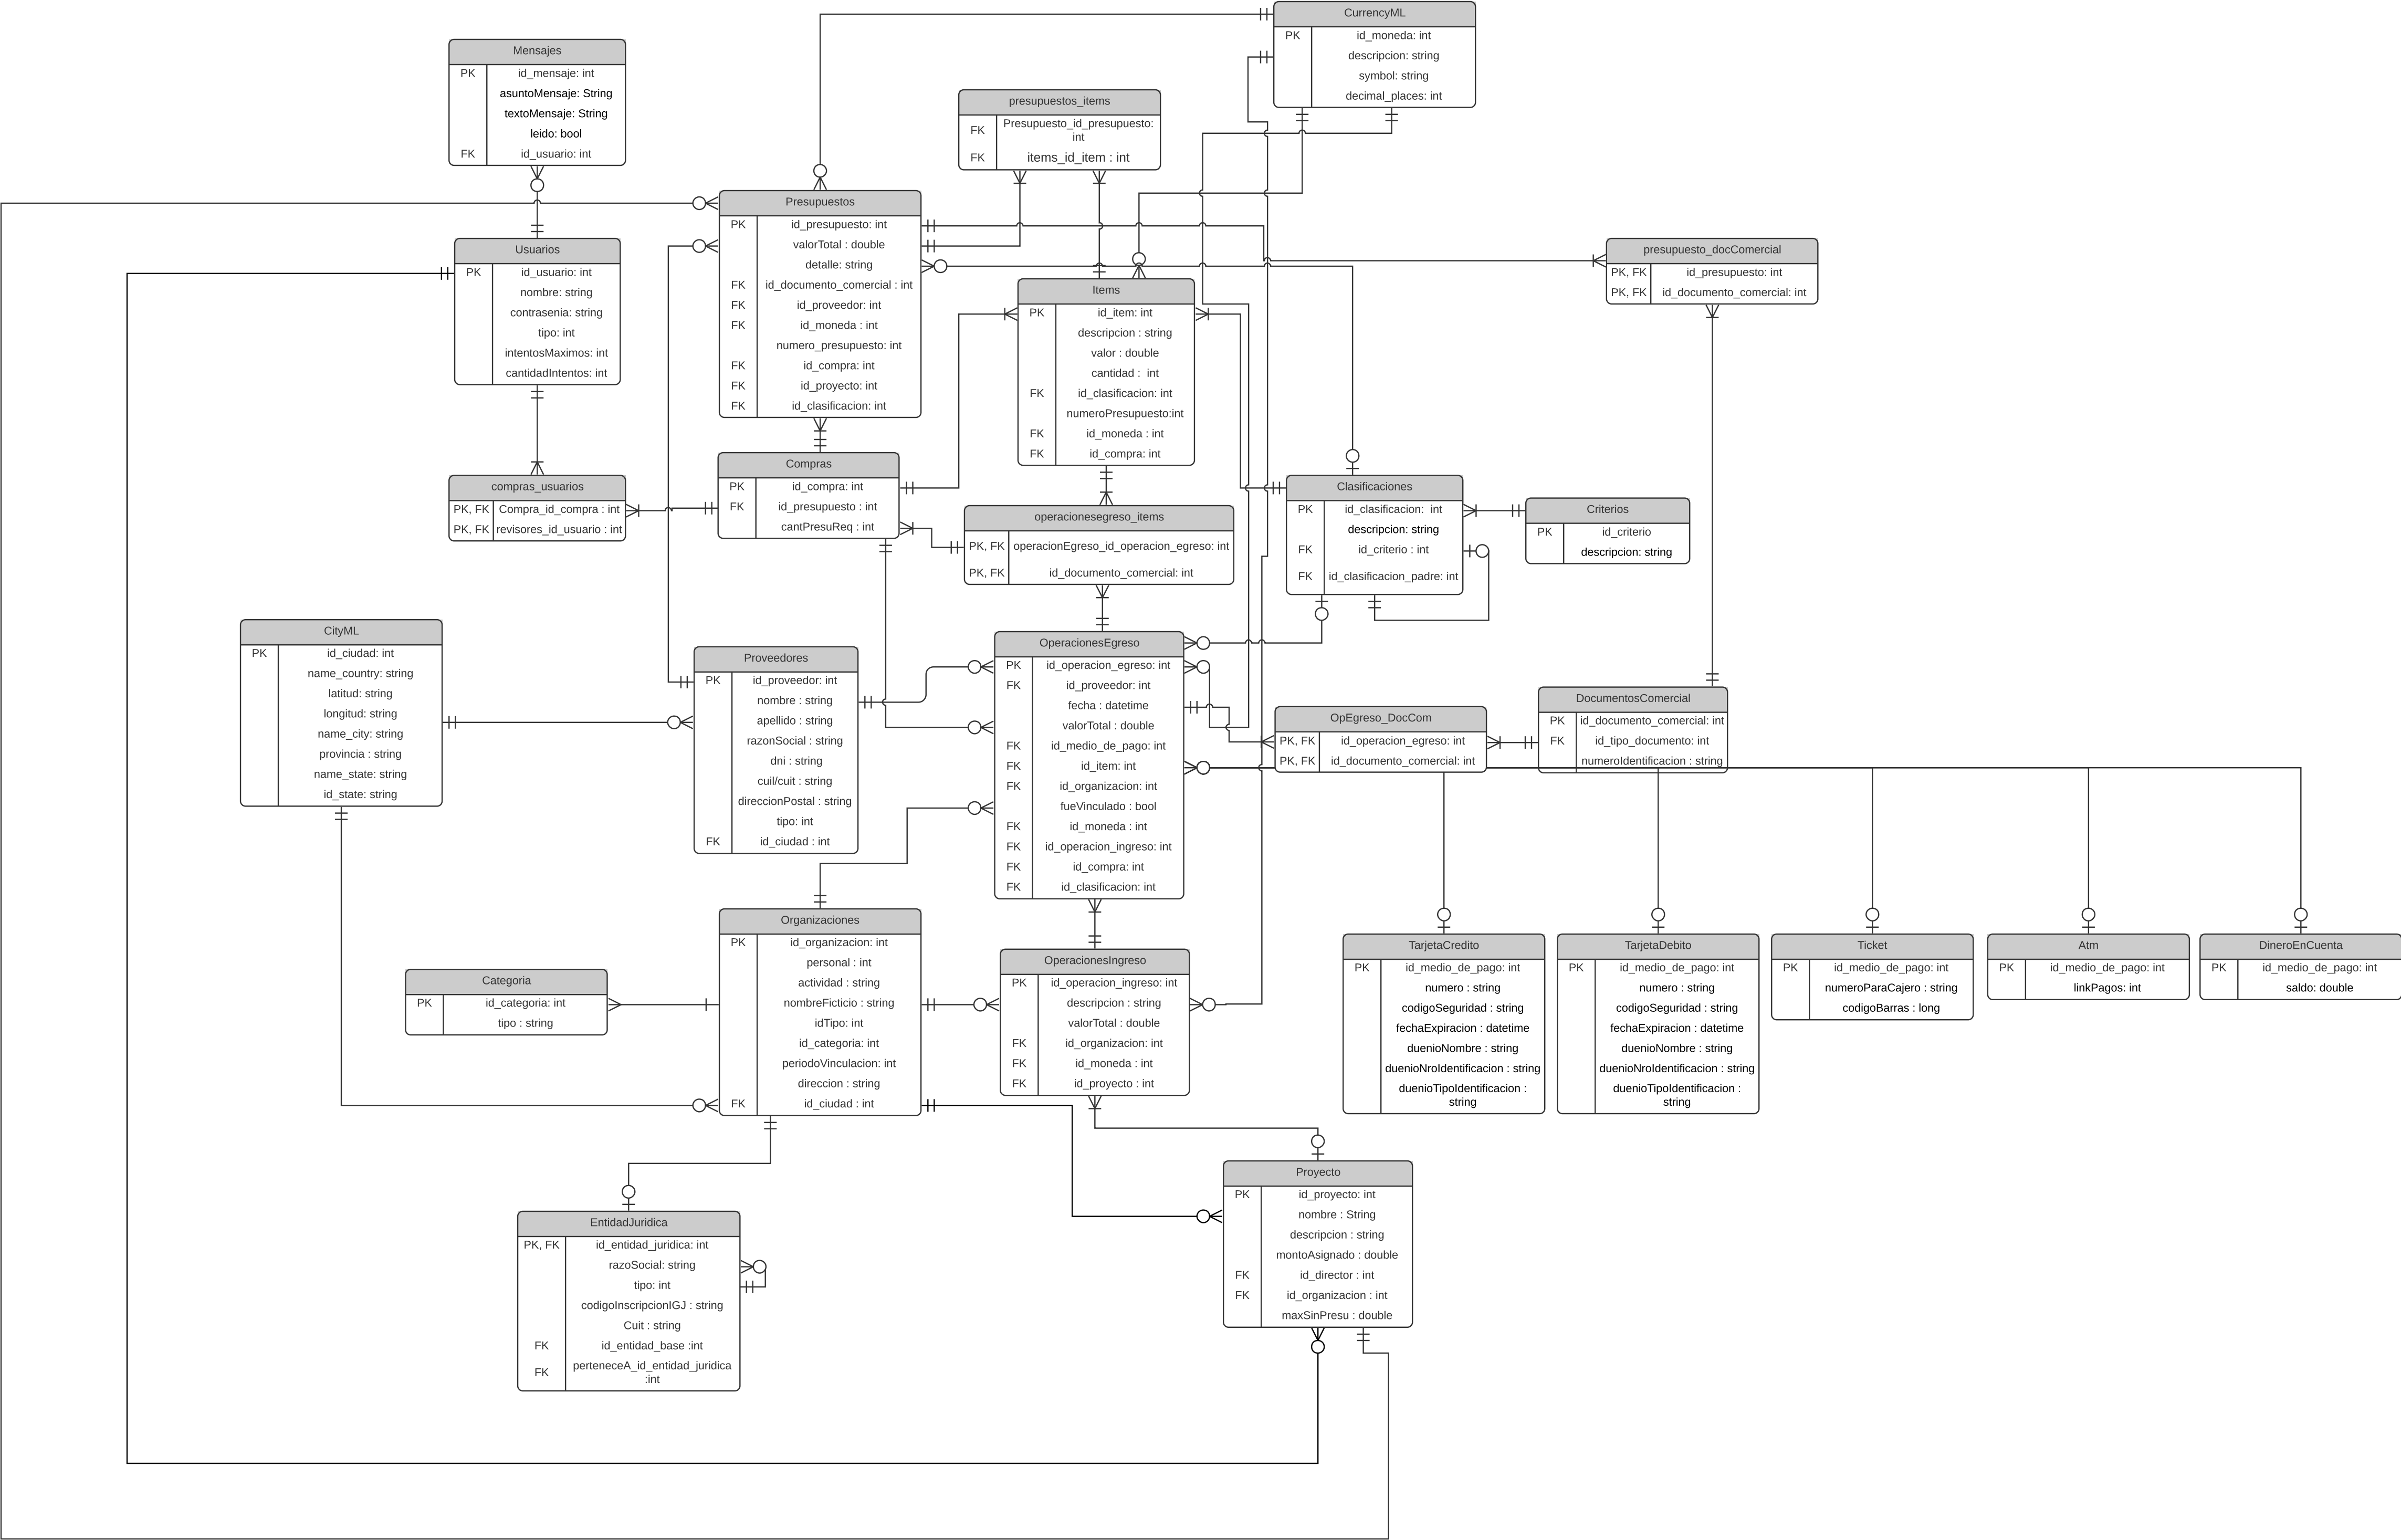 CurrencyML
PK
id_moneda: int
descripcion: string
symbol: string
decimal_places: int
Mensajes
PK
id_mensaje: int
asuntoMensaje: String
textoMensaje: String
leido: bool
FK
id_usuario: int
presupuestos_items
FK
Presupuesto_id_presupuesto:
int
FK
items_id_item : int
Presupuestos
PK
id_presupuesto: int
valorTotal : double
detalle: string
FK
id_documento_comercial : int
FK
id_proveedor: int
FK
id_moneda : int
numero_presupuesto: int
FK
id_compra: int
FK
id_proyecto: int
FK
id_clasificacion: int
Usuarios
PK
id_usuario: int
nombre: string
contrasenia: string
tipo: int
intentosMaximos: int
cantidadIntentos: int
presupuesto_docComercial
PK, FK
id_presupuesto: int
PK, FK
id_documento_comercial: int
Items
PK
id_item: int
descripcion : string
valor : double
cantidad :  int
FK
id_clasificacion: int
numeroPresupuesto:int
FK
id_moneda : int
FK
id_compra: int
Compras
PK
id_compra: int
FK
id_presupuesto : int
cantPresuReq : int
compras_usuarios
PK, FK
Compra_id_compra : int
PK, FK
revisores_id_usuario : int
operacionesegreso_items
PK, FK
operacionEgreso_id_operacion_egreso: int
PK, FK
id_documento_comercial: int
Clasificaciones
PK
id_clasificacion:  int
descripcion: string
FK
id_criterio : int
FK
id_clasificacion_padre: int
Criterios
PK
id_criterio
descripcion: string
CityML
PK
id_ciudad: int
name_country: string
latitud: string
longitud: string
name_city: string
provincia : string
name_state: string
id_state: string
Proveedores
PK
id_proveedor: int
nombre : string
apellido : string
razonSocial : string
dni : string
cuil/cuit : string
direccionPostal : string
tipo: int
FK
id_ciudad : int
OperacionesEgreso
PK
id_operacion_egreso: int
FK
id_proveedor: int
fecha : datetime
valorTotal : double
FK
id_medio_de_pago: int
FK
id_item: int
FK
id_organizacion: int
fueVinculado : bool
FK
id_moneda : int
FK
id_operacion_ingreso: int
FK
id_compra: int
FK
id_clasificacion: int
OpEgreso_DocCom
PK, FK
id_operacion_egreso: int
PK, FK
id_documento_comercial: int
DocumentosComercial
PK
id_documento_comercial: int
FK
id_tipo_documento: int
numeroIdentificacion : string
Organizaciones
PK
id_organizacion: int
personal : int
actividad : string
nombreFicticio : string
idTipo: int
id_categoria: int
periodoVinculacion: int
direccion : string
FK
id_ciudad : int
Categoria
PK
id_categoria: int
tipo : string
OperacionesIngreso
PK
id_operacion_ingreso: int
descripcion : string
valorTotal : double
FK
id_organizacion: int
FK
id_moneda : int
FK
id_proyecto : int
TarjetaCredito
PK
id_medio_de_pago: int
numero : string
codigoSeguridad : string
fechaExpiracion : datetime
duenioNombre : string
duenioNroIdentificacion : string
duenioTipoIdentificacion :
string
TarjetaDebito
PK
id_medio_de_pago: int
numero : string
codigoSeguridad : string
fechaExpiracion : datetime
duenioNombre : string
duenioNroIdentificacion : string
duenioTipoIdentificacion :
string
Ticket
PK
id_medio_de_pago: int
numeroParaCajero : string
codigoBarras : long
Atm
PK
id_medio_de_pago: int
linkPagos: int
DineroEnCuenta
PK
id_medio_de_pago: int
saldo: double
Proyecto
PK
id_proyecto: int
nombre : String
descripcion : string
montoAsignado : double
FK
id_director : int
FK
id_organizacion : int
maxSinPresu : double
EntidadJuridica
PK, FK
id_entidad_juridica: int
razoSocial: string
tipo: int
codigoInscripcionIGJ : string
Cuit : string
FK
id_entidad_base :int
FK
perteneceA_id_entidad_juridica
:int